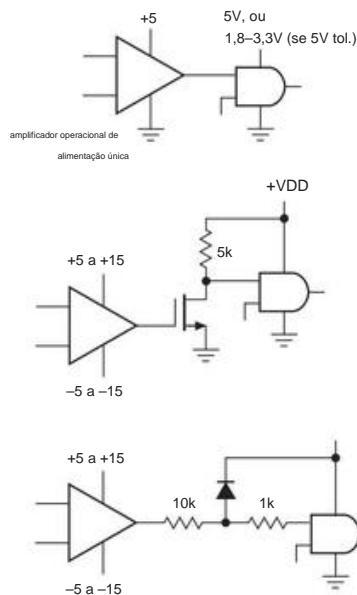 +5
5V, ou
1,8–3,3V (se 5V tol.)
amplificador operacional de
alimentação única
+VDD
5k
+5 a +15
–5 a –15
+5 a +15
10k
1k
–5 a –15